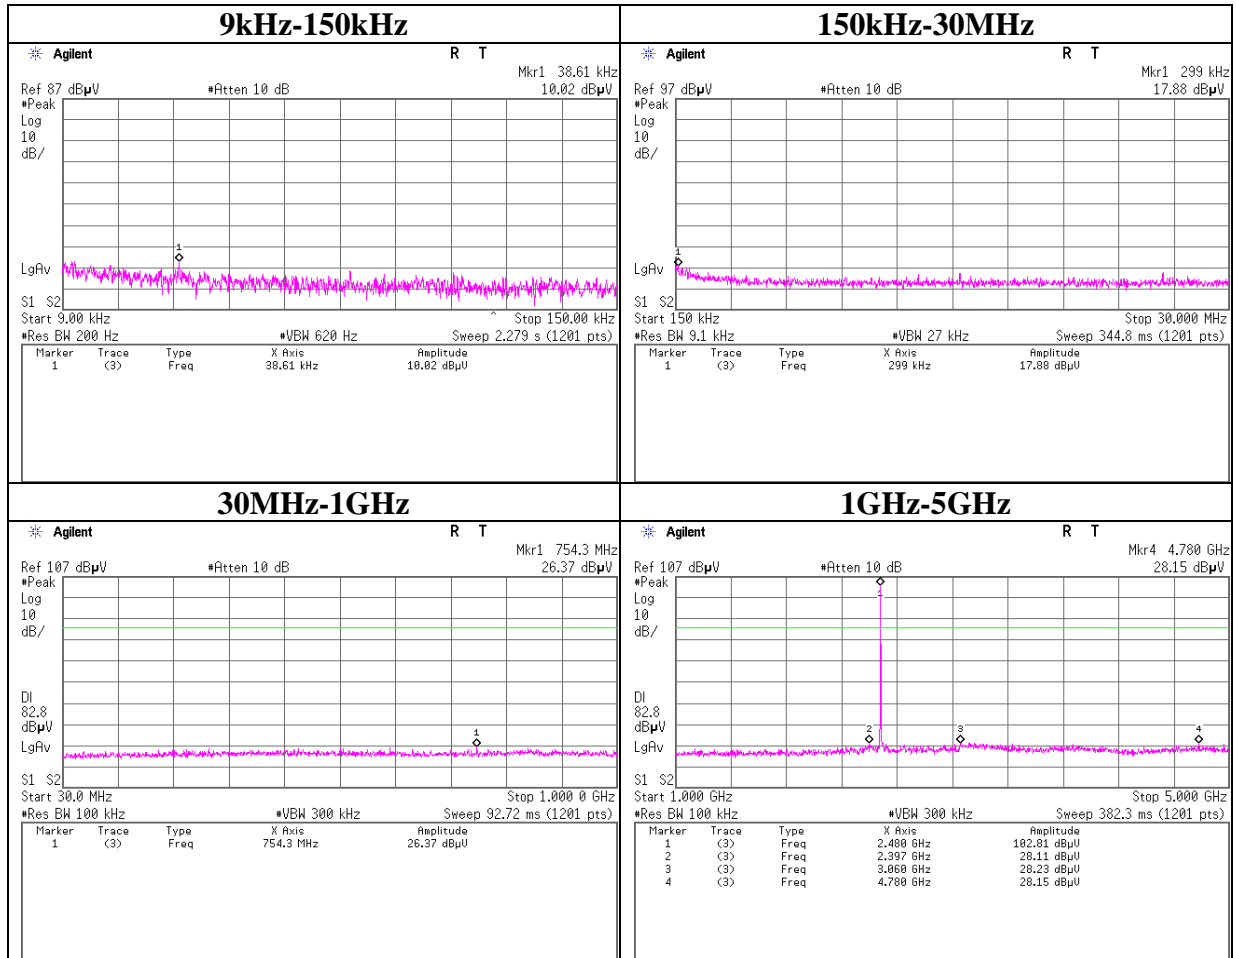 9kHz-150kHz
Agilent R T
Mkr1 38.61 kHz
Ref 87 dBµV #Atten 10 dB 10.02 dBµV
#Peak
Log
10
dB/
1
LgAv
S1 S2
Start 9.00 kHz ^ Stop 150.00 kHz
#Res BW 200 Hz #VBW 620 Hz Sweep 2.279 s (1201 pts)
Marker Trace Type X Axis Amplitude
1 (3) Freq 38.61 kHz 10.02 dBµV
150kHz-30MHz
Agilent R T
Mkr1 299 kHz
Ref 97 dBµV #Atten 10 dB 17.88 dBµV
#Peak
Log
10
dB/
1
LgAv
S1 S2
Start 150 kHz Stop 30.000 MHz
#Res BW 9.1 kHz #VBW 27 kHz Sweep 344.8 ms (1201 pts)
Marker Trace Type X Axis Amplitude
1 (3) Freq 299 kHz 17.88 dBµV
30MHz-1GHz
Agilent R T
Mkr1 754.3 MHz
Ref 107 dBµV #Atten 10 dB 26.37 dBµV
#Peak
Log
10
dB/
DI
82.8
dBµV
1
LgAv
S1 S2
Start 30.0 MHz Stop 1.000 0 GHz
#Res BW 100 kHz #VBW 300 kHz Sweep 92.72 ms (1201 pts)
Marker Trace Type X Axis Amplitude
1 (3) Freq 754.3 MHz 26.37 dBµV
1GHz-5GHz
Agilent R T
Mkr4 4.780 GHz
Ref 107 dBµV #Atten 10 dB 28.15 dBµV
#Peak
Log
10
dB/
1
DI
82.8
dBµV
2 3 4
LgAv
S1 S2
Start 1.000 GHz Stop 5.000 GHz
#Res BW 100 kHz #VBW 300 kHz Sweep 382.3 ms (1201 pts)
Marker Trace Type X Axis Amplitude
1 (3) Freq 2.480 GHz 102.81 dBµV
2 (3) Freq 2.397 GHz 28.11 dBµV
3 (3) Freq 3.060 GHz 28.23 dBµV
4 (3) Freq 4.780 GHz 28.15 dBµV